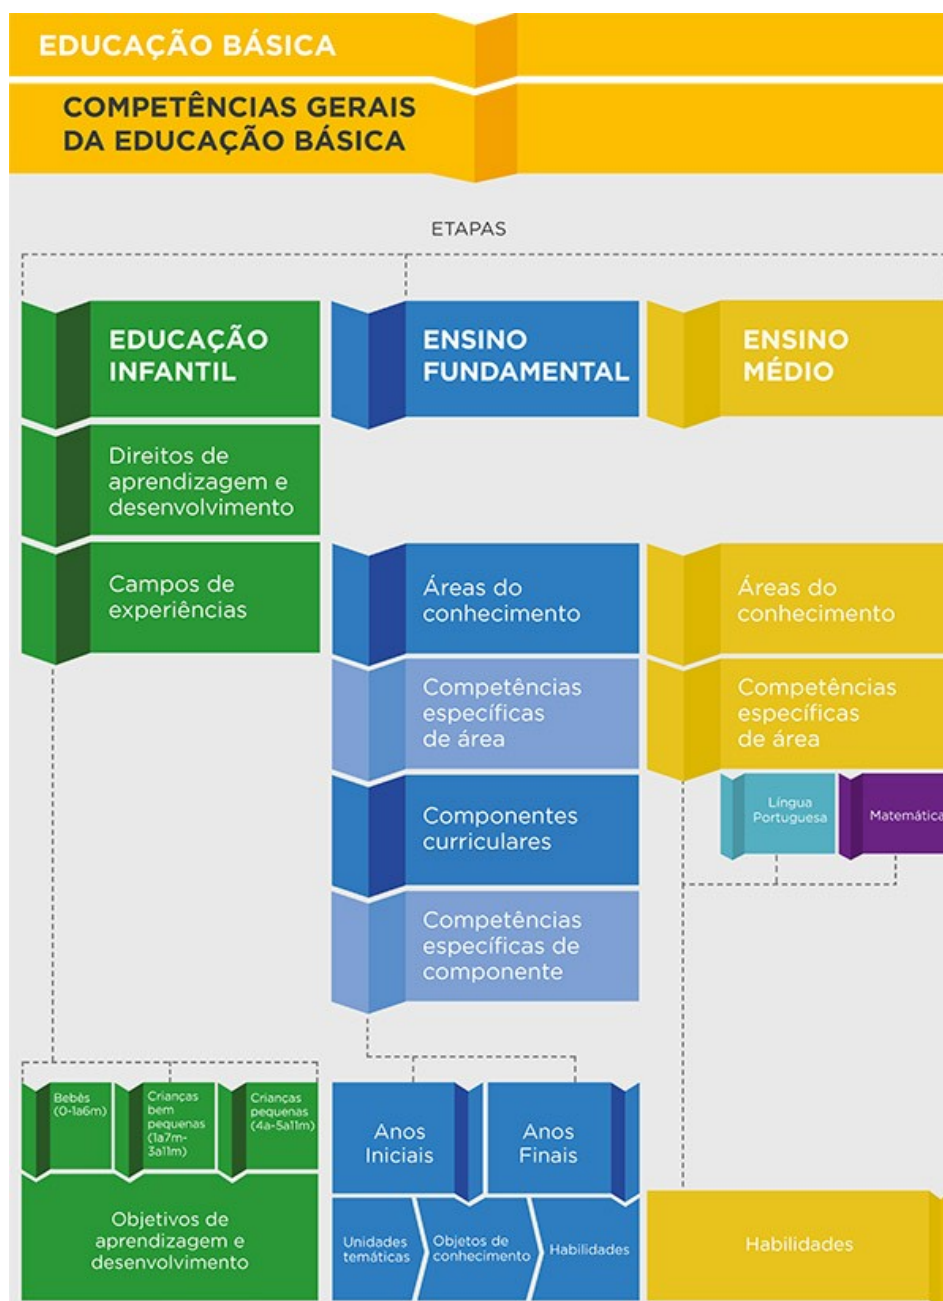 EDUCAÇÃO BÁSICA
COMPETÊNCIAS GERAIS
DA EDUCAÇÃO BÁSICA
ETAPAS
EDUCAÇÃO
INFANTIL
Direitos de
aprendizagem e
desenvolvimento
Campos de
experiências
Bebês
(0-1a6m)
Crianças
bem
pequenas
(1a7m-
3a11m)
Crianças
pequenas
(4a-5a11m)
Objetivos de
aprendizagem e
desenvolvimento
ENSINO
FUNDAMENTAL
Áreas do
conhecimento
Competências
específicas
de área
Componentes
curriculares
Competências
específicas de
componente
Anos
Iniciais
Anos
Finais
Unidades
temáticas
Objetos de
conhecimento
Habilidades
ENSINO
MÉDIO
Áreas do
conhecimento
Competências
específicas
de área
Língua
Portuguesa
Matemática
Habilidades